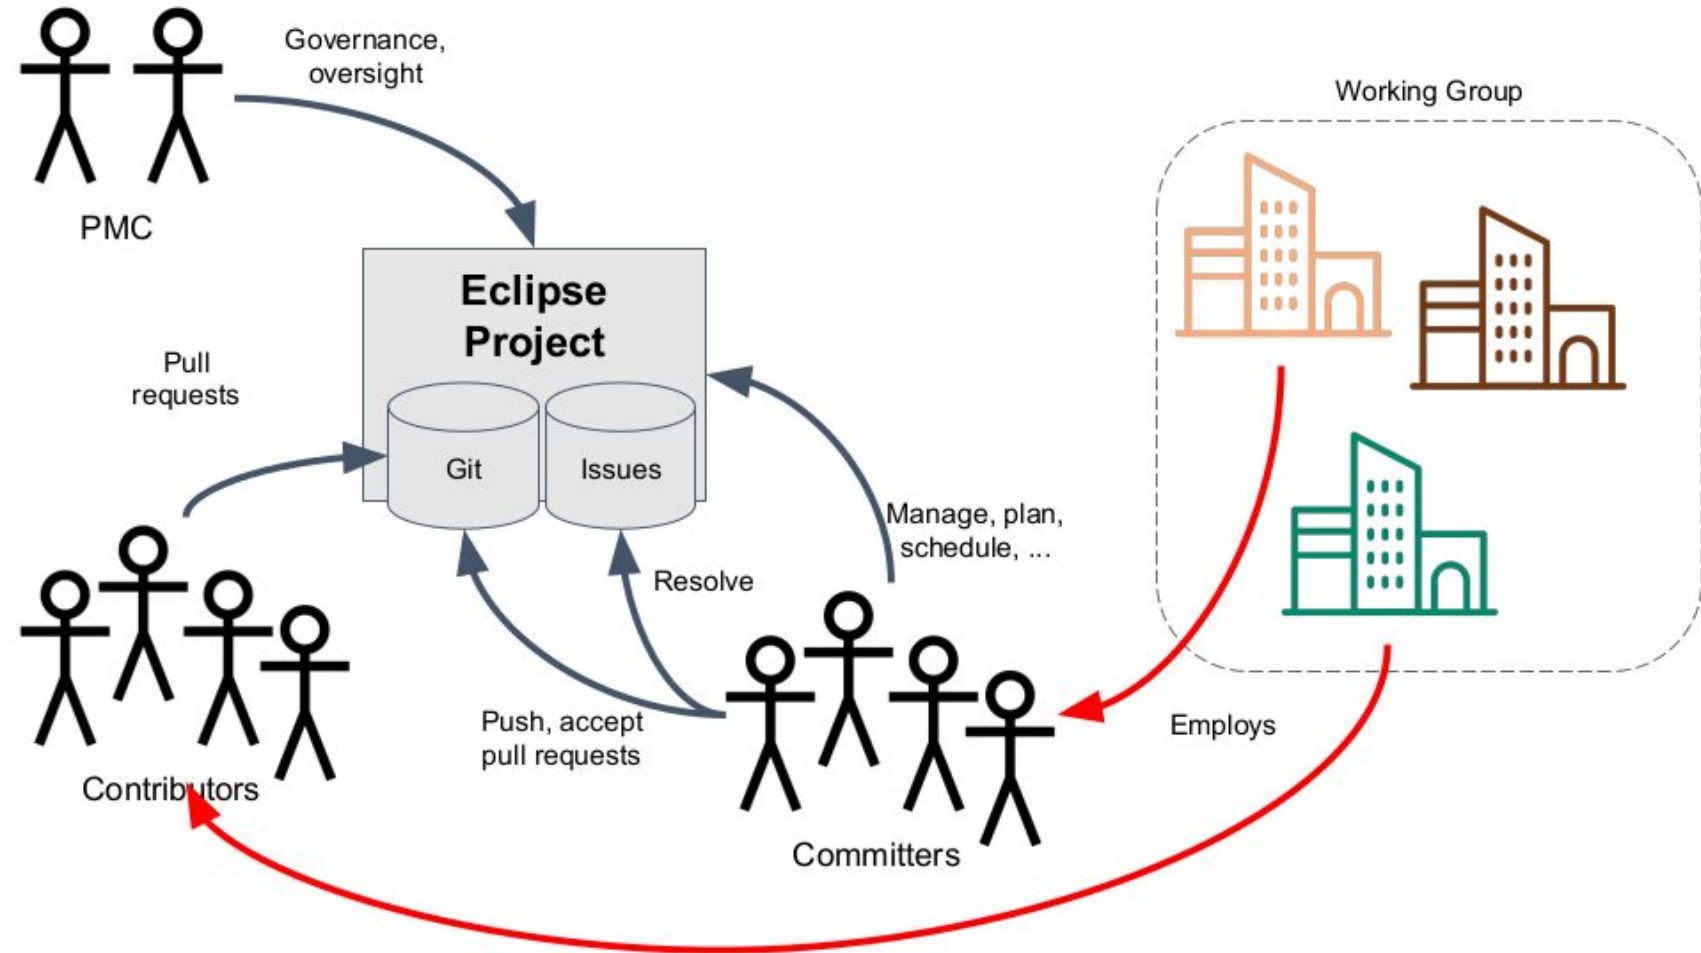 Governance,
oversight
Working Group
PMC
Eclipse
Project
Pull
requests
Git
Issues
Manage, plan,
schedule, ...
Resolve
Push, accept
pull requests
Employs
Contributors
Committers